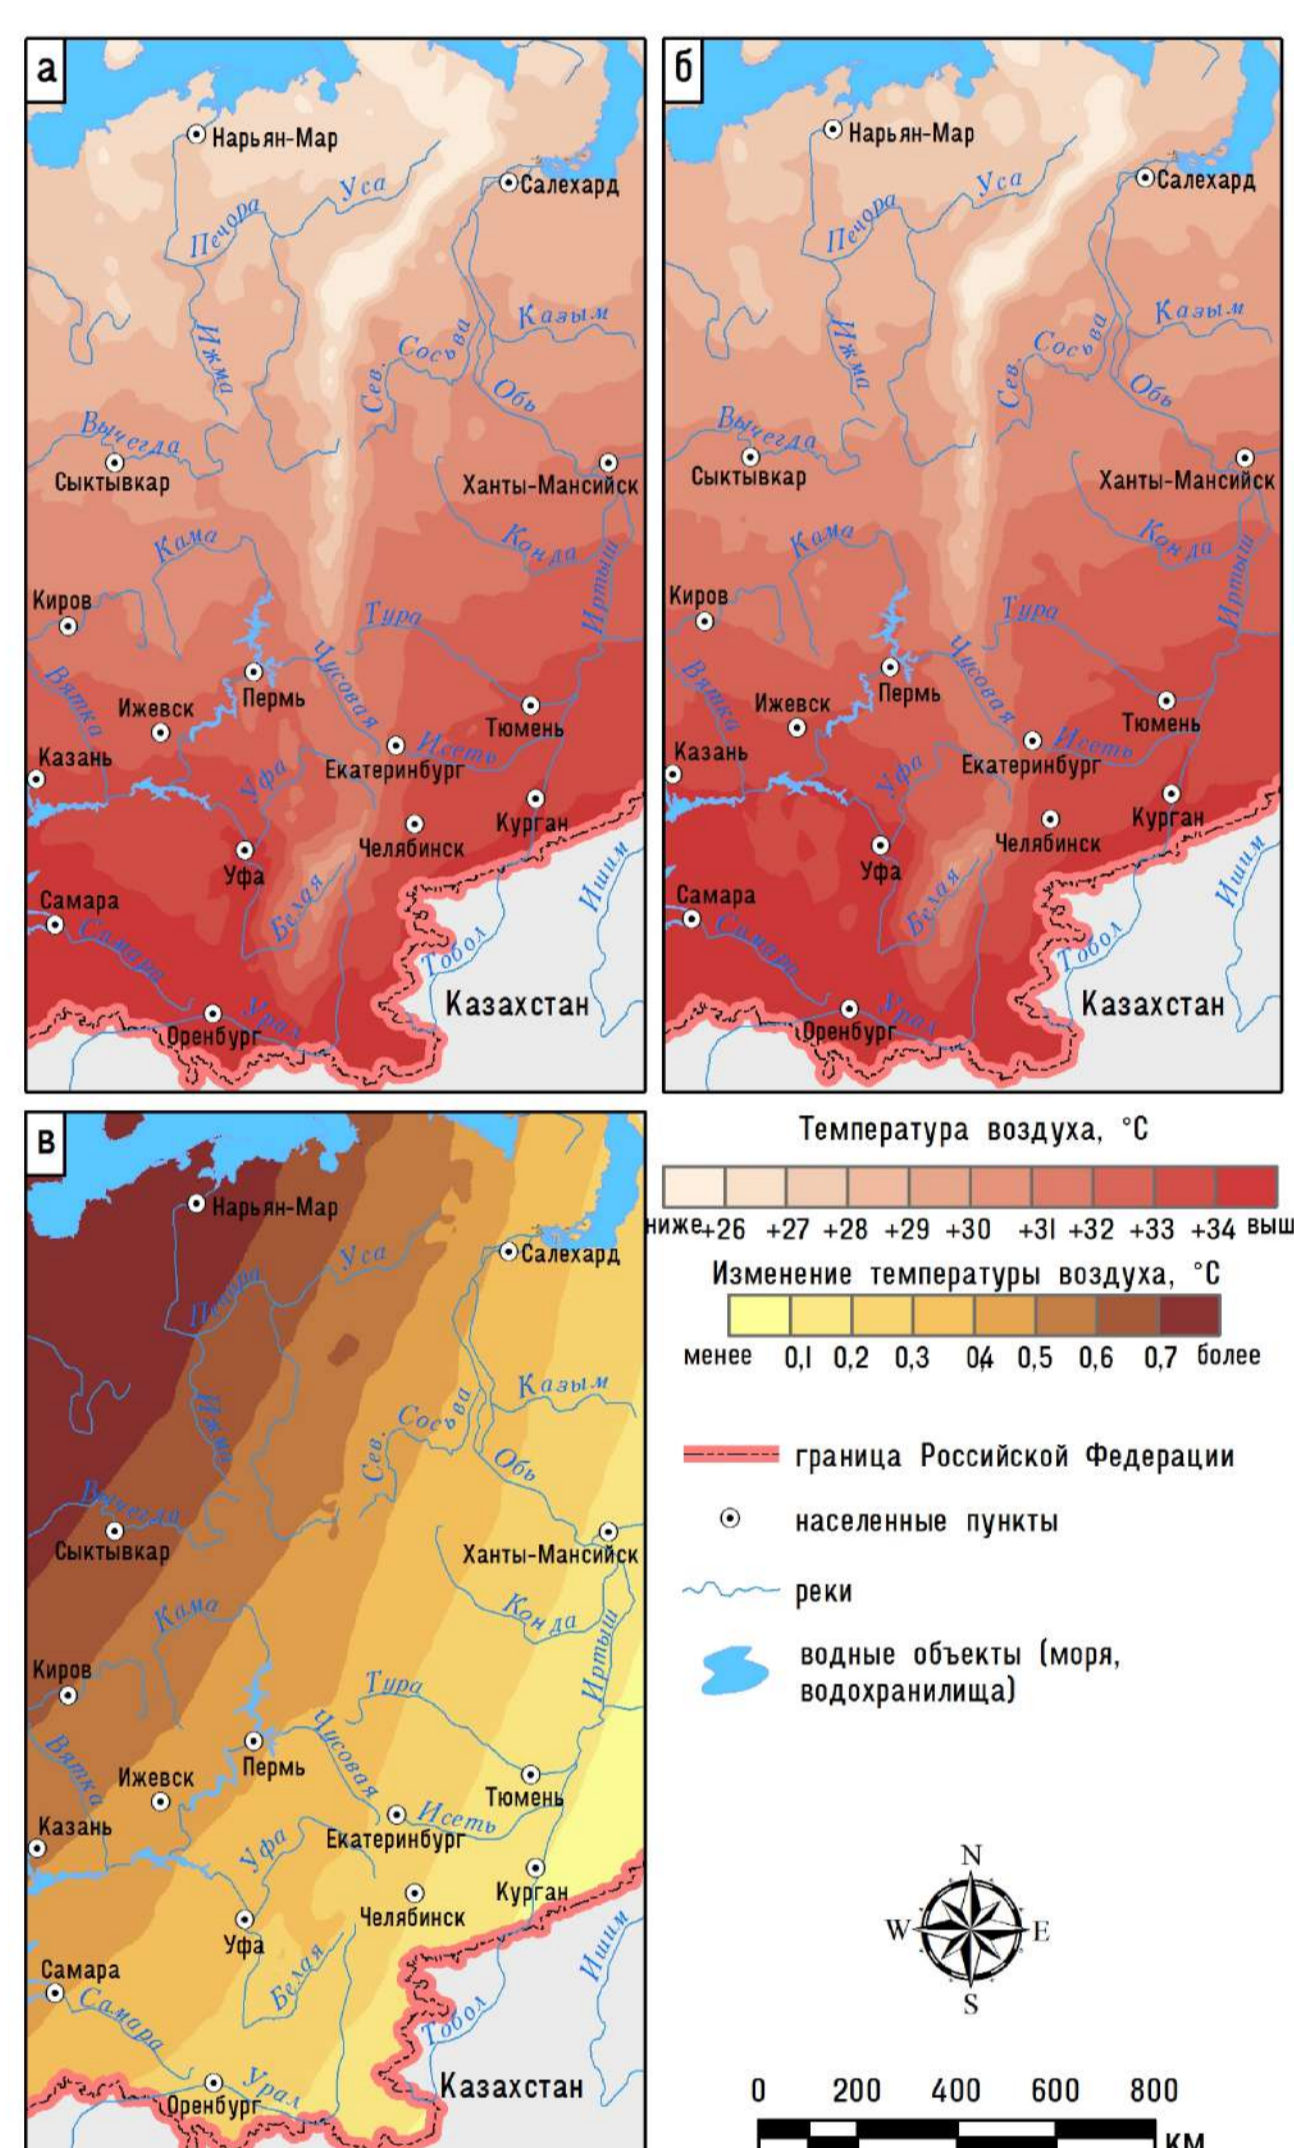 а
Нарьян-Мар
Салехард
Уса
Печора
Ижма
Казым
Сев.
Сосьва
Обь
Вычегда
Сыктывкар
Ханты-Мансийск
Кама
Конда
Иртыш
Киров
Тура
Вятка
Чусовая
Пермь
Ижевск
Тюмень
Казань
Исеть
Екатеринбург
Уфа
Курган
Челябинск
Уфа
Ишим
Белая
Самара
Самара
Тобол
Казахстан
Оренбург
Урал
б
Нарьян-Мар
Салехард
Уса
Печора
Ижма
Казым
Сев.
Сосьва
Обь
Вычегда
Сыктывкар
Ханты-Мансийск
Кама
Конда
Иртыш
Киров
Тура
Вятка
Чусовая
Пермь
Ижевск
Тюмень
Казань
Исеть
Екатеринбург
Уфа
Курган
Челябинск
Уфа
Ишим
Белая
Самара
Самара
Тобол
Казахстан
Оренбург
Урал
в
Нарьян-Мар
Салехард
Уса
Печора
Ижма
Казым
Сев.
Сосьва
Обь
Вычегда
Сыктывкар
Ханты-Мансийск
Кама
Конда
Иртыш
Киров
Тура
Вятка
Чусовая
Пермь
Ижевск
Тюмень
Казань
Исеть
Екатеринбург
Уфа
Курган
Челябинск
Уфа
Ишим
Белая
Самара
Самара
Тобол
Казахстан
Оренбург
Урал
Температура воздуха, °C
ниже +26 +27 +28 +29 +30 +31 +32 +33 +34 выш
Изменение температуры воздуха, °C
менее 0,1 0,2 0,3 0,4 0,5 0,6 0,7 более
граница Российской Федерации
населенные пункты
реки
водные объекты (моря,
водохранилища)
N
W E
S
0 200 400 600 800
км